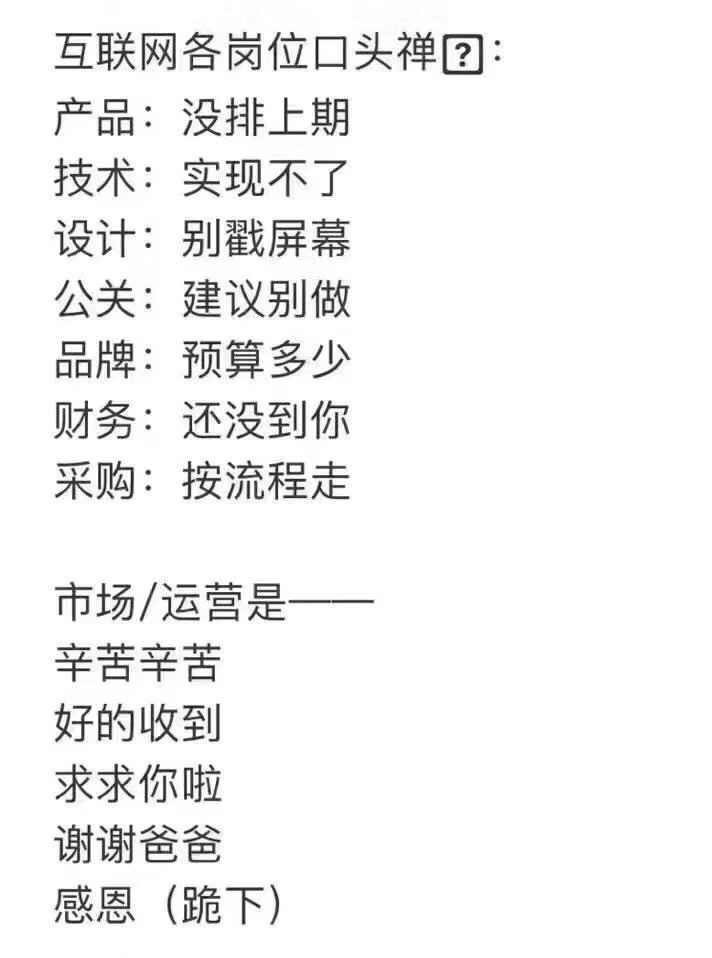 互联网各岗位口头禅?:
产品：没排上期
技术：实现不了
设计：别戳屏幕
公关：建议别做
品牌：预算多少
财务：还没到你
采购：按流程走
市场/运营是——
辛苦辛苦
好的收到
求求你啦
谢谢爸爸
感恩（跪下）